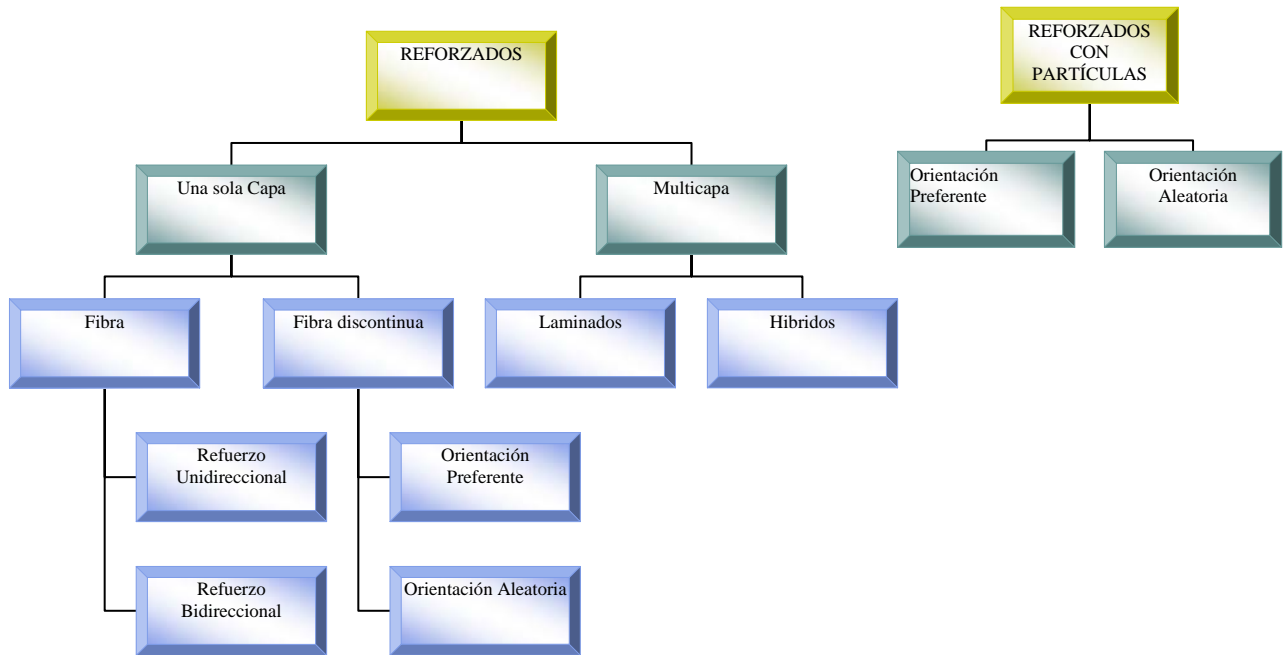 REFORZADOS
REFORZADOS
CON
PARTÍCULAS
Una sola Capa
Multicapa
Orientación
Preferente
Orientación
Aleatoria
Fibra
Fibra discontinua
Laminados
Hibridos
Refuerzo
Unidireccional
Orientación
Preferente
Refuerzo
Bidireccional
Orientación Aleatoria